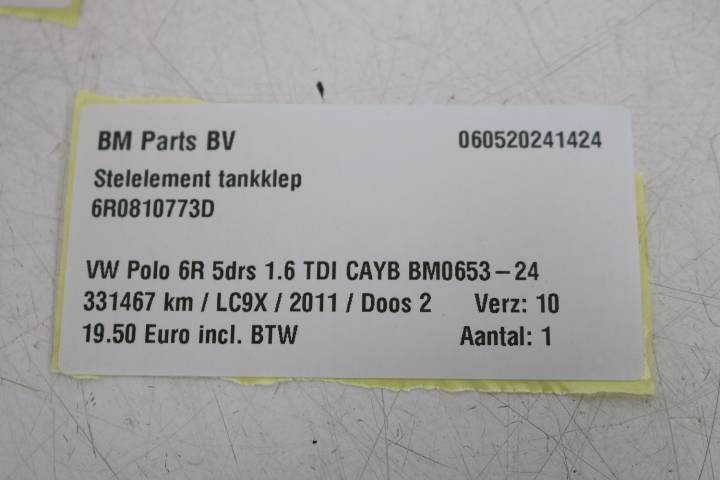 BM Parts BV 060520241424
Stelelement tankklep
6R0810773D
VW Polo 6R 5drs 1.6 TDI CAYB BM0653-24
331467 km / LC9X / 2011 / Doos 2 Verz: 10
19.50 Euro incl. BTW Aantal: 1